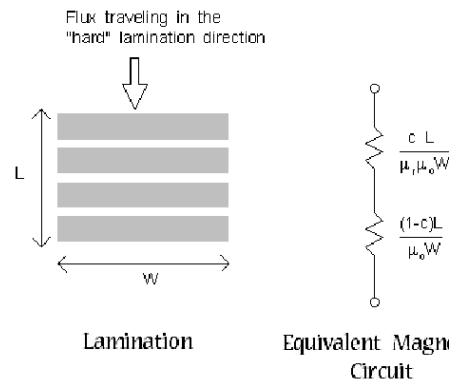 Flux traveling in the
"hard" lamination direction
L
W
c L
μrμoW
(1-c)L
μoW
Lamination
Equivalent Magne
Circuit